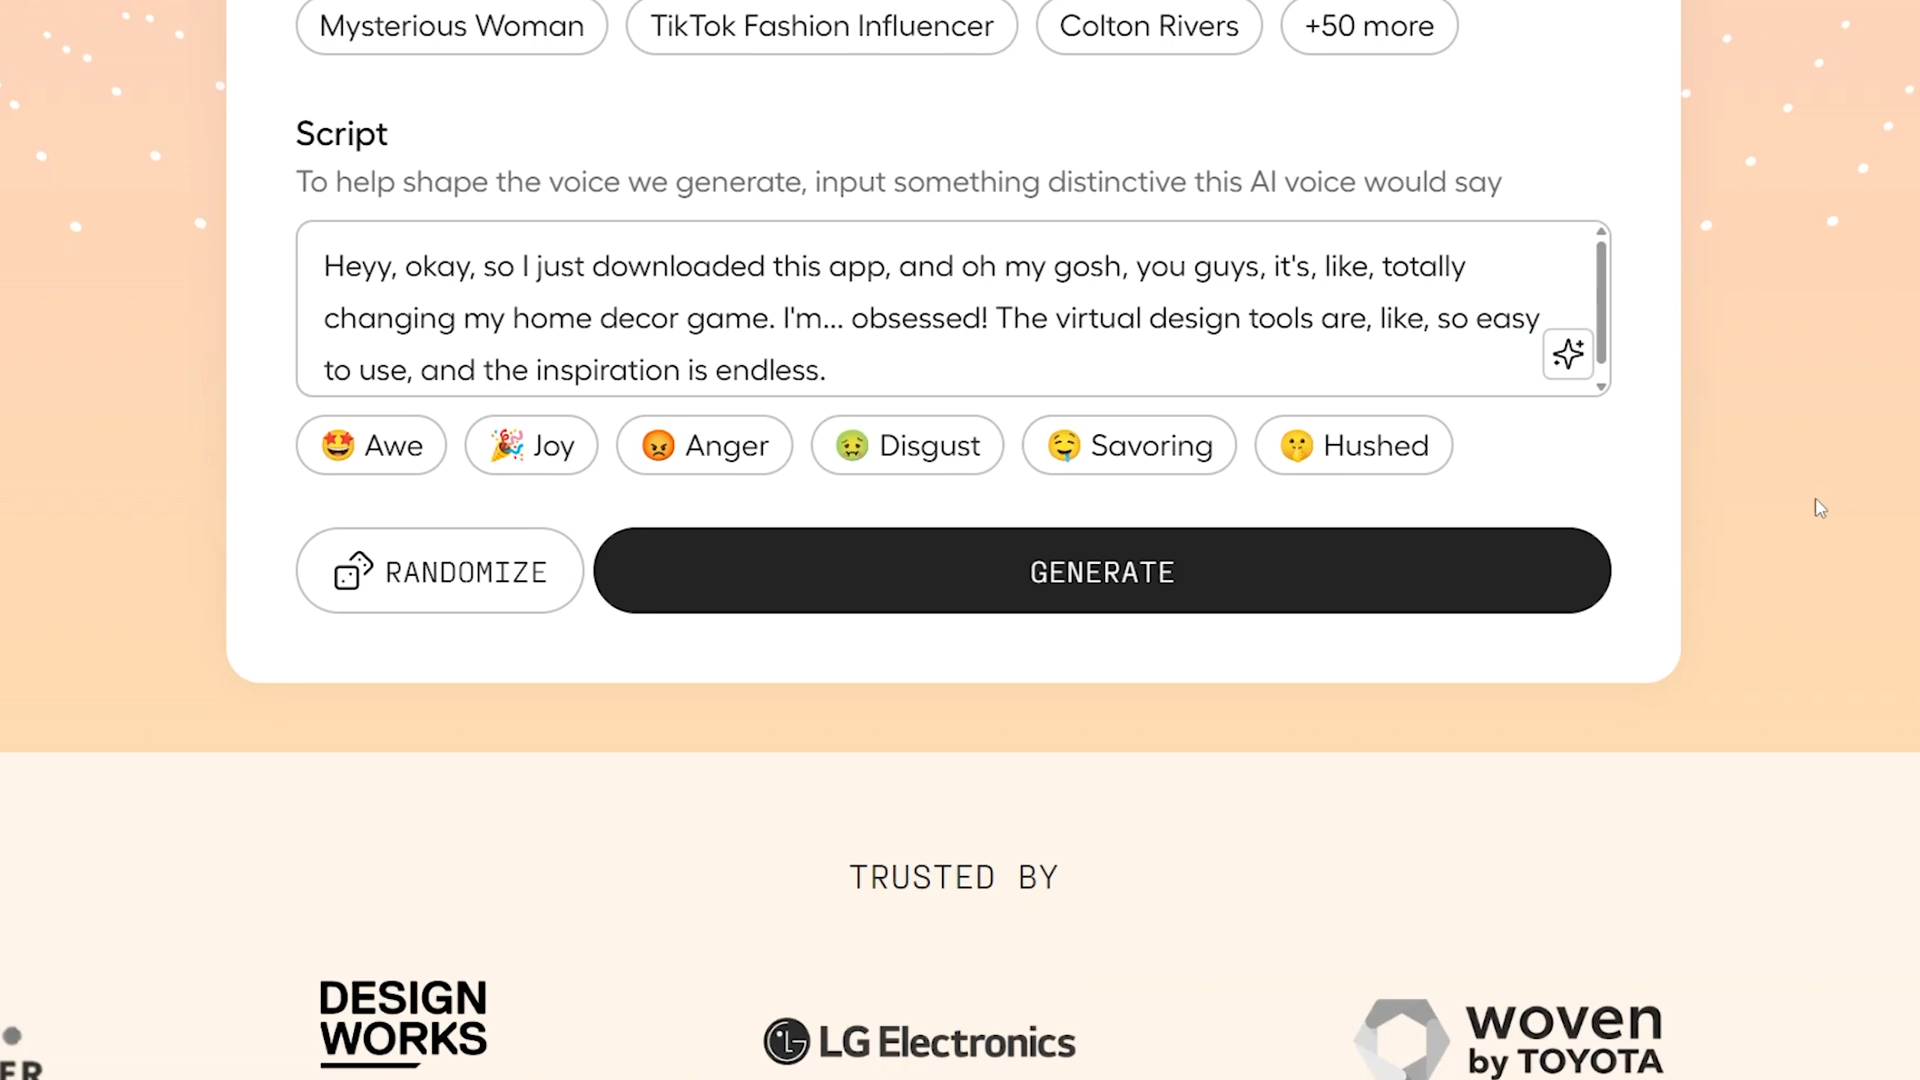 Mysterious Woman TikTok Fashion Influencer Colton Rivers +50 more
Script
To help shape the voice we generate, input something distinctive this AI voice would say
Heyy, okay, so I just downloaded this app, and oh my gosh, you guys, it's, like, totally
changing my home decor game. I'm... obsessed! The virtual design tools are, like, so easy
to use, and the inspiration is endless.
Awe Joy Anger Disgust Savoring Hushed
RANDOMIZE GENERATE
TRUSTED BY
DESIGN
WORKS
LG Electronics
woven
by TOYOTA